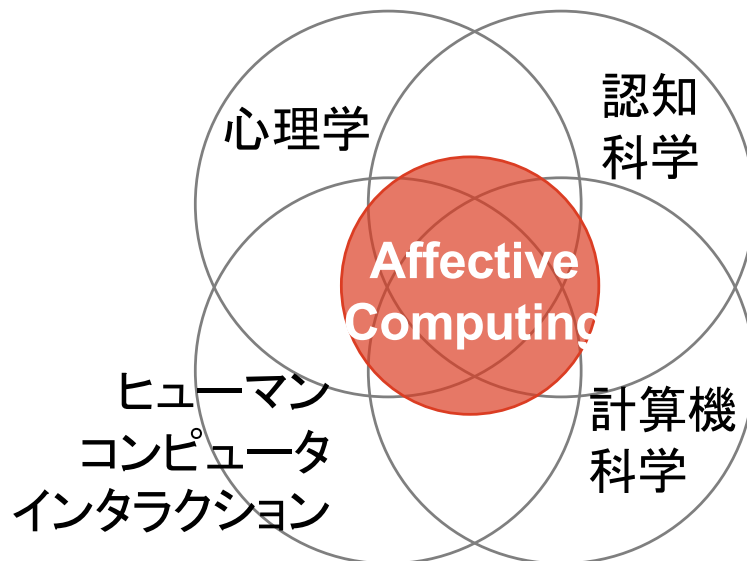 心理学
認知
科学
Affective
Computing
ヒューマン
コンピュータ
インタラクション
計算機
科学